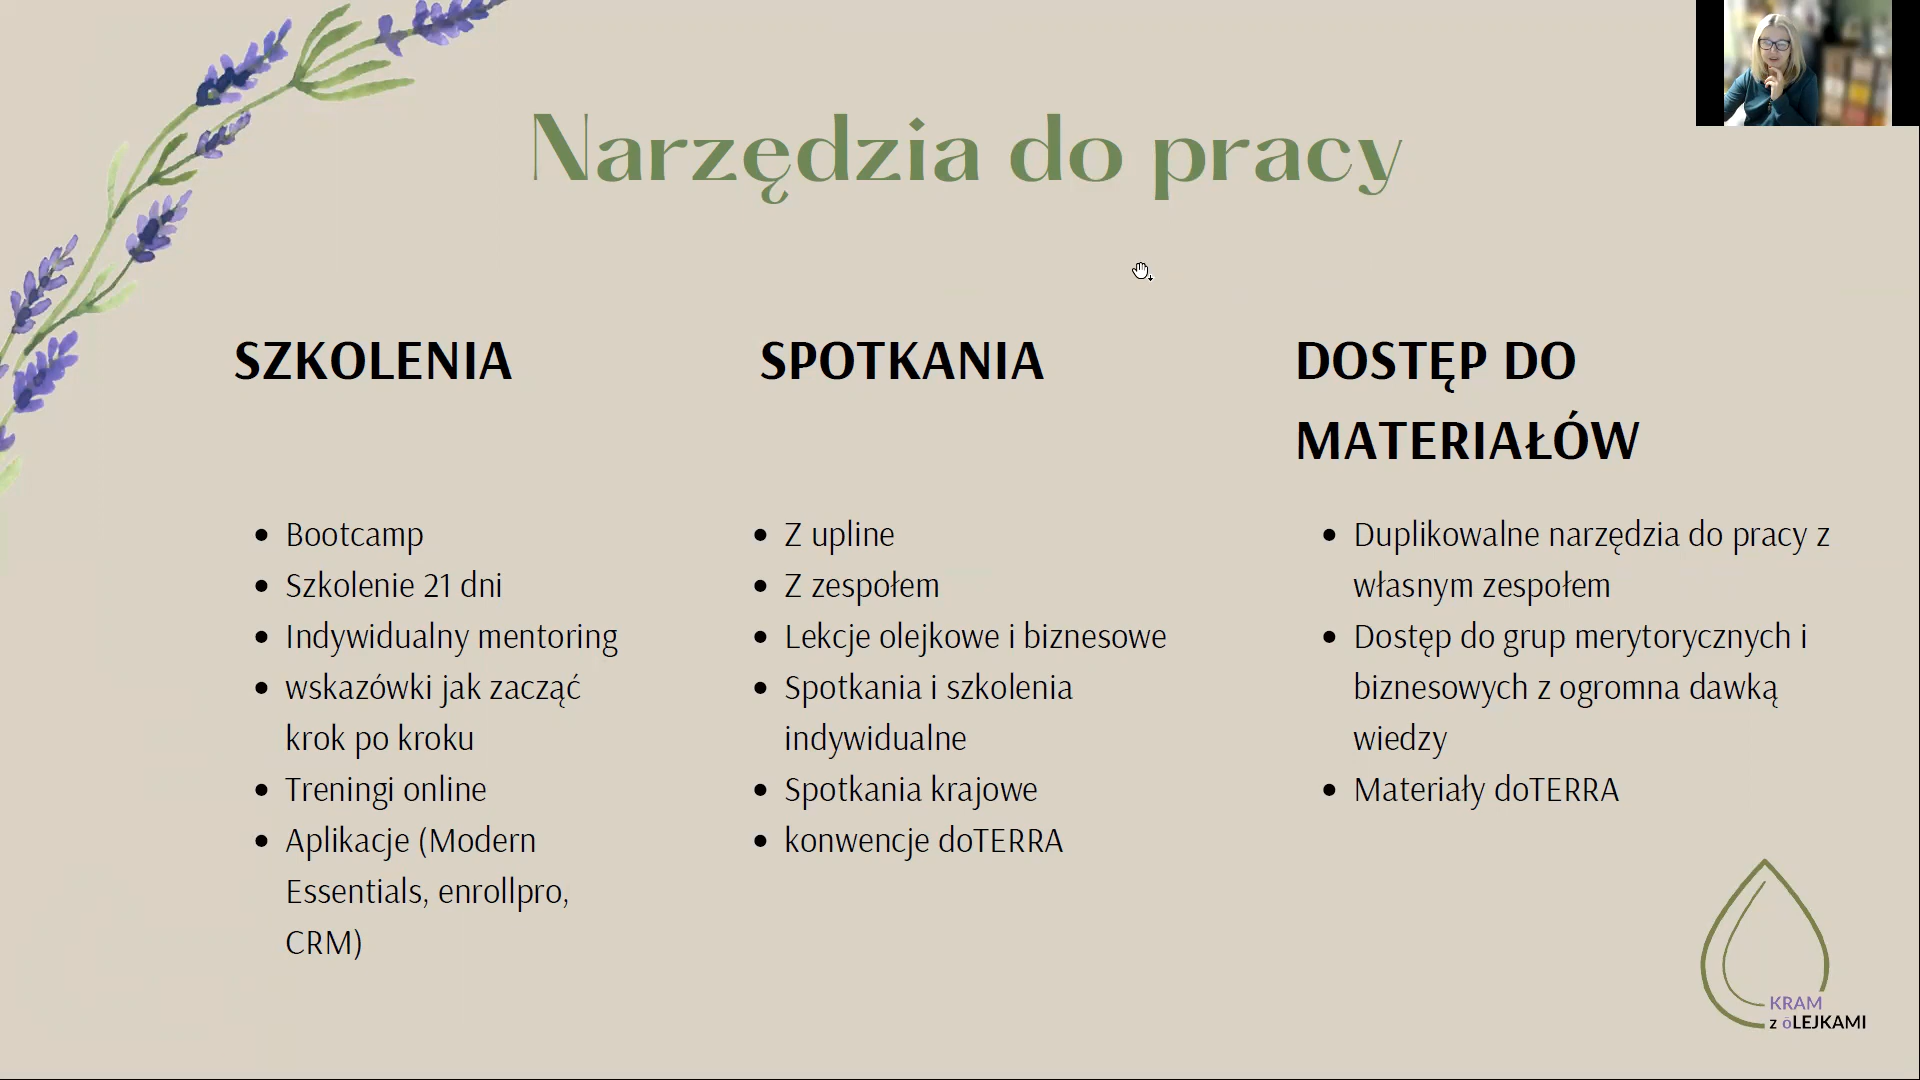 Narzędzia do pracy
SZKOLENIA
Bootcamp
Szkolenie 21 dni
Indywidualny mentoring
wskazówki jak zacząć
krok po kroku
Treningi online
Aplikacje (Modern
Essentials, enrollpro,
CRM)
SPOTKANIA
Z upline
Z zespołem
Lekcje olejkowe i biznesowe
Spotkania i szkolenia
indywidualne
Spotkania krajowe
konwencje doTERRA
DOSTĘP DO
MATERIAŁÓW
Duplikowalne narzędzia do pracy z
własnym zespołem
Dostęp do grup merytorycznych i
biznesowych z ogromna dawką
wiedzy
Materiały doTERRA
KRAM
z öLEJKAMI